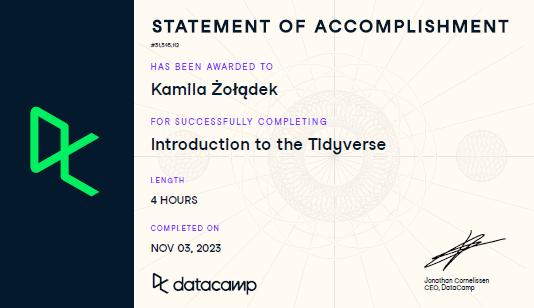 STATEMENT OF ACCOMPLISHMENT
#31,345,112
HAS BEEN AWARDED TO
Kamila Żołądek
FOR SUCCESSFULLY COMPLETING
Introduction to the Tidyverse
LENGTH
4 HOURS
COMPLETED ON
NOV 03, 2023
datacamp
Jonathan Cornelissen
CEO, DataCamp